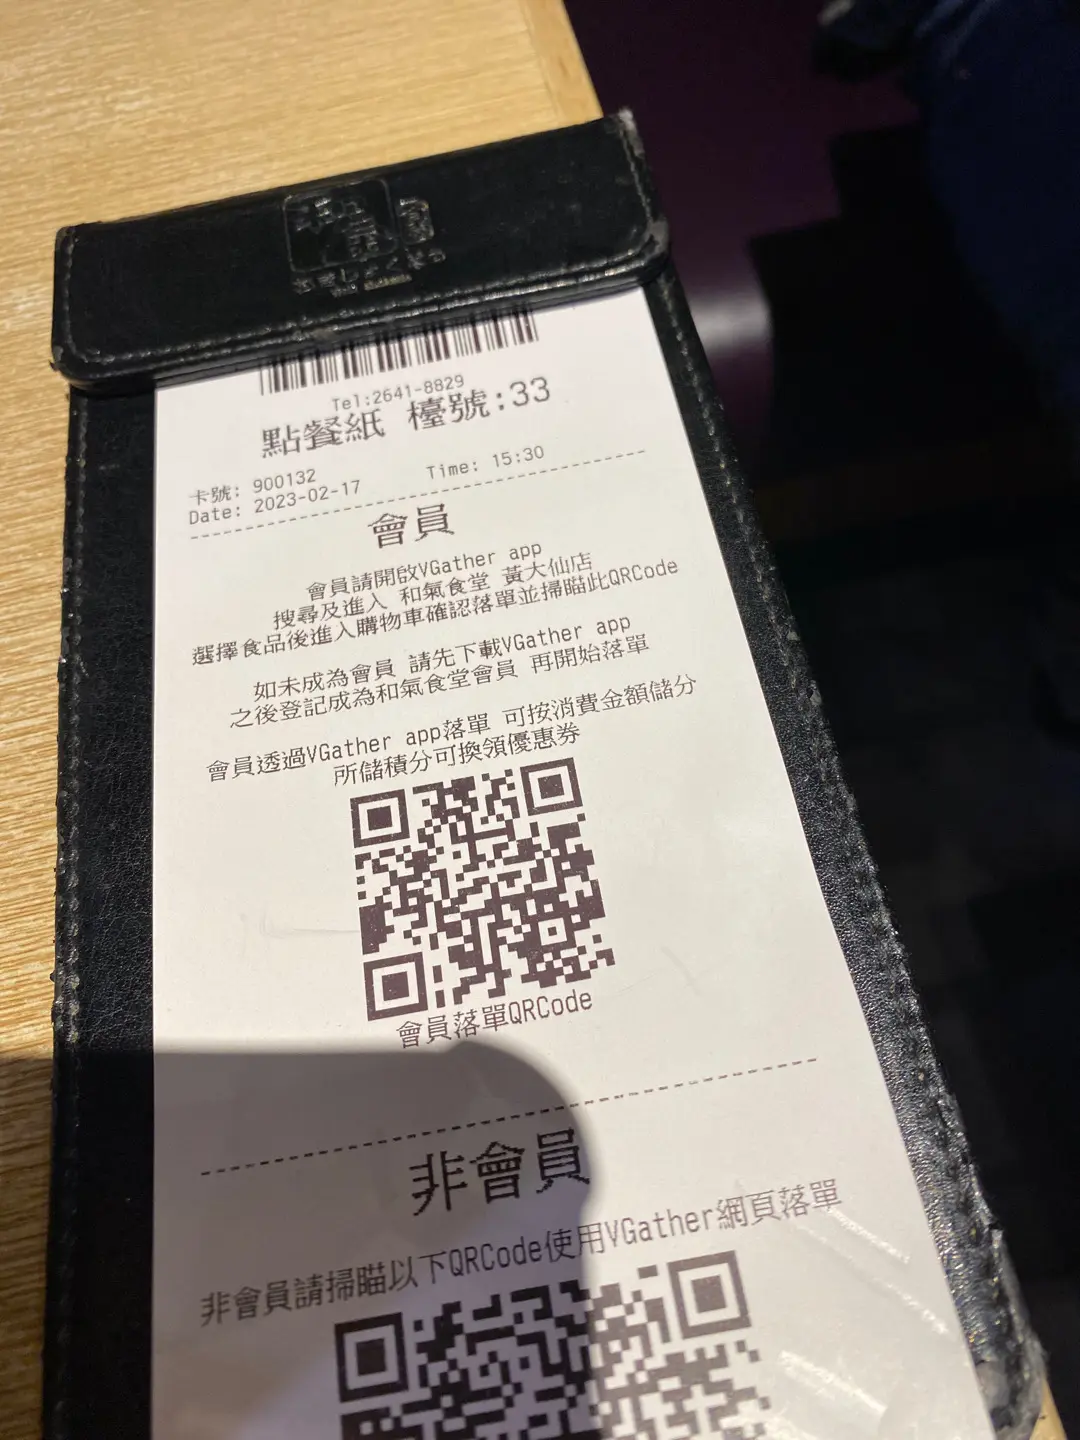 Tel:2641-8829
點餐紙 檯號:33
卡號: 900132
Date: 2023-02-17 Time: 15:30
會員
會員請開啟VGather app
搜尋及進入 和氣食堂 黃大仙店
選擇食品後進入購物車確認落單並掃瞄此QRCode
如未成為會員 請先下載VGather app
之後登記成為和氣食堂會員 再開始落單
會員透過VGather app落單 可按消費金額儲分
所儲積分可換領優惠券
會員落單QRCode
非會員
非會員請掃瞄以下QRCode使用VGather網頁落單